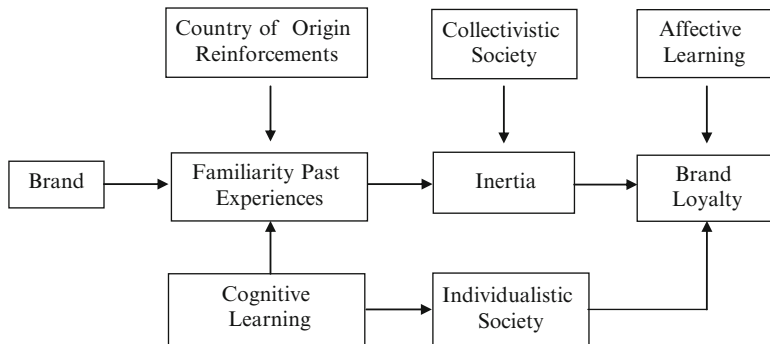 Country of Origin
Reinforcements
Collectivistic
Society
Affective
Learning
Brand
Familiarity Past
Experiences
Inertia
Brand
Loyalty
Cognitive
Learning
Individualistic
Society